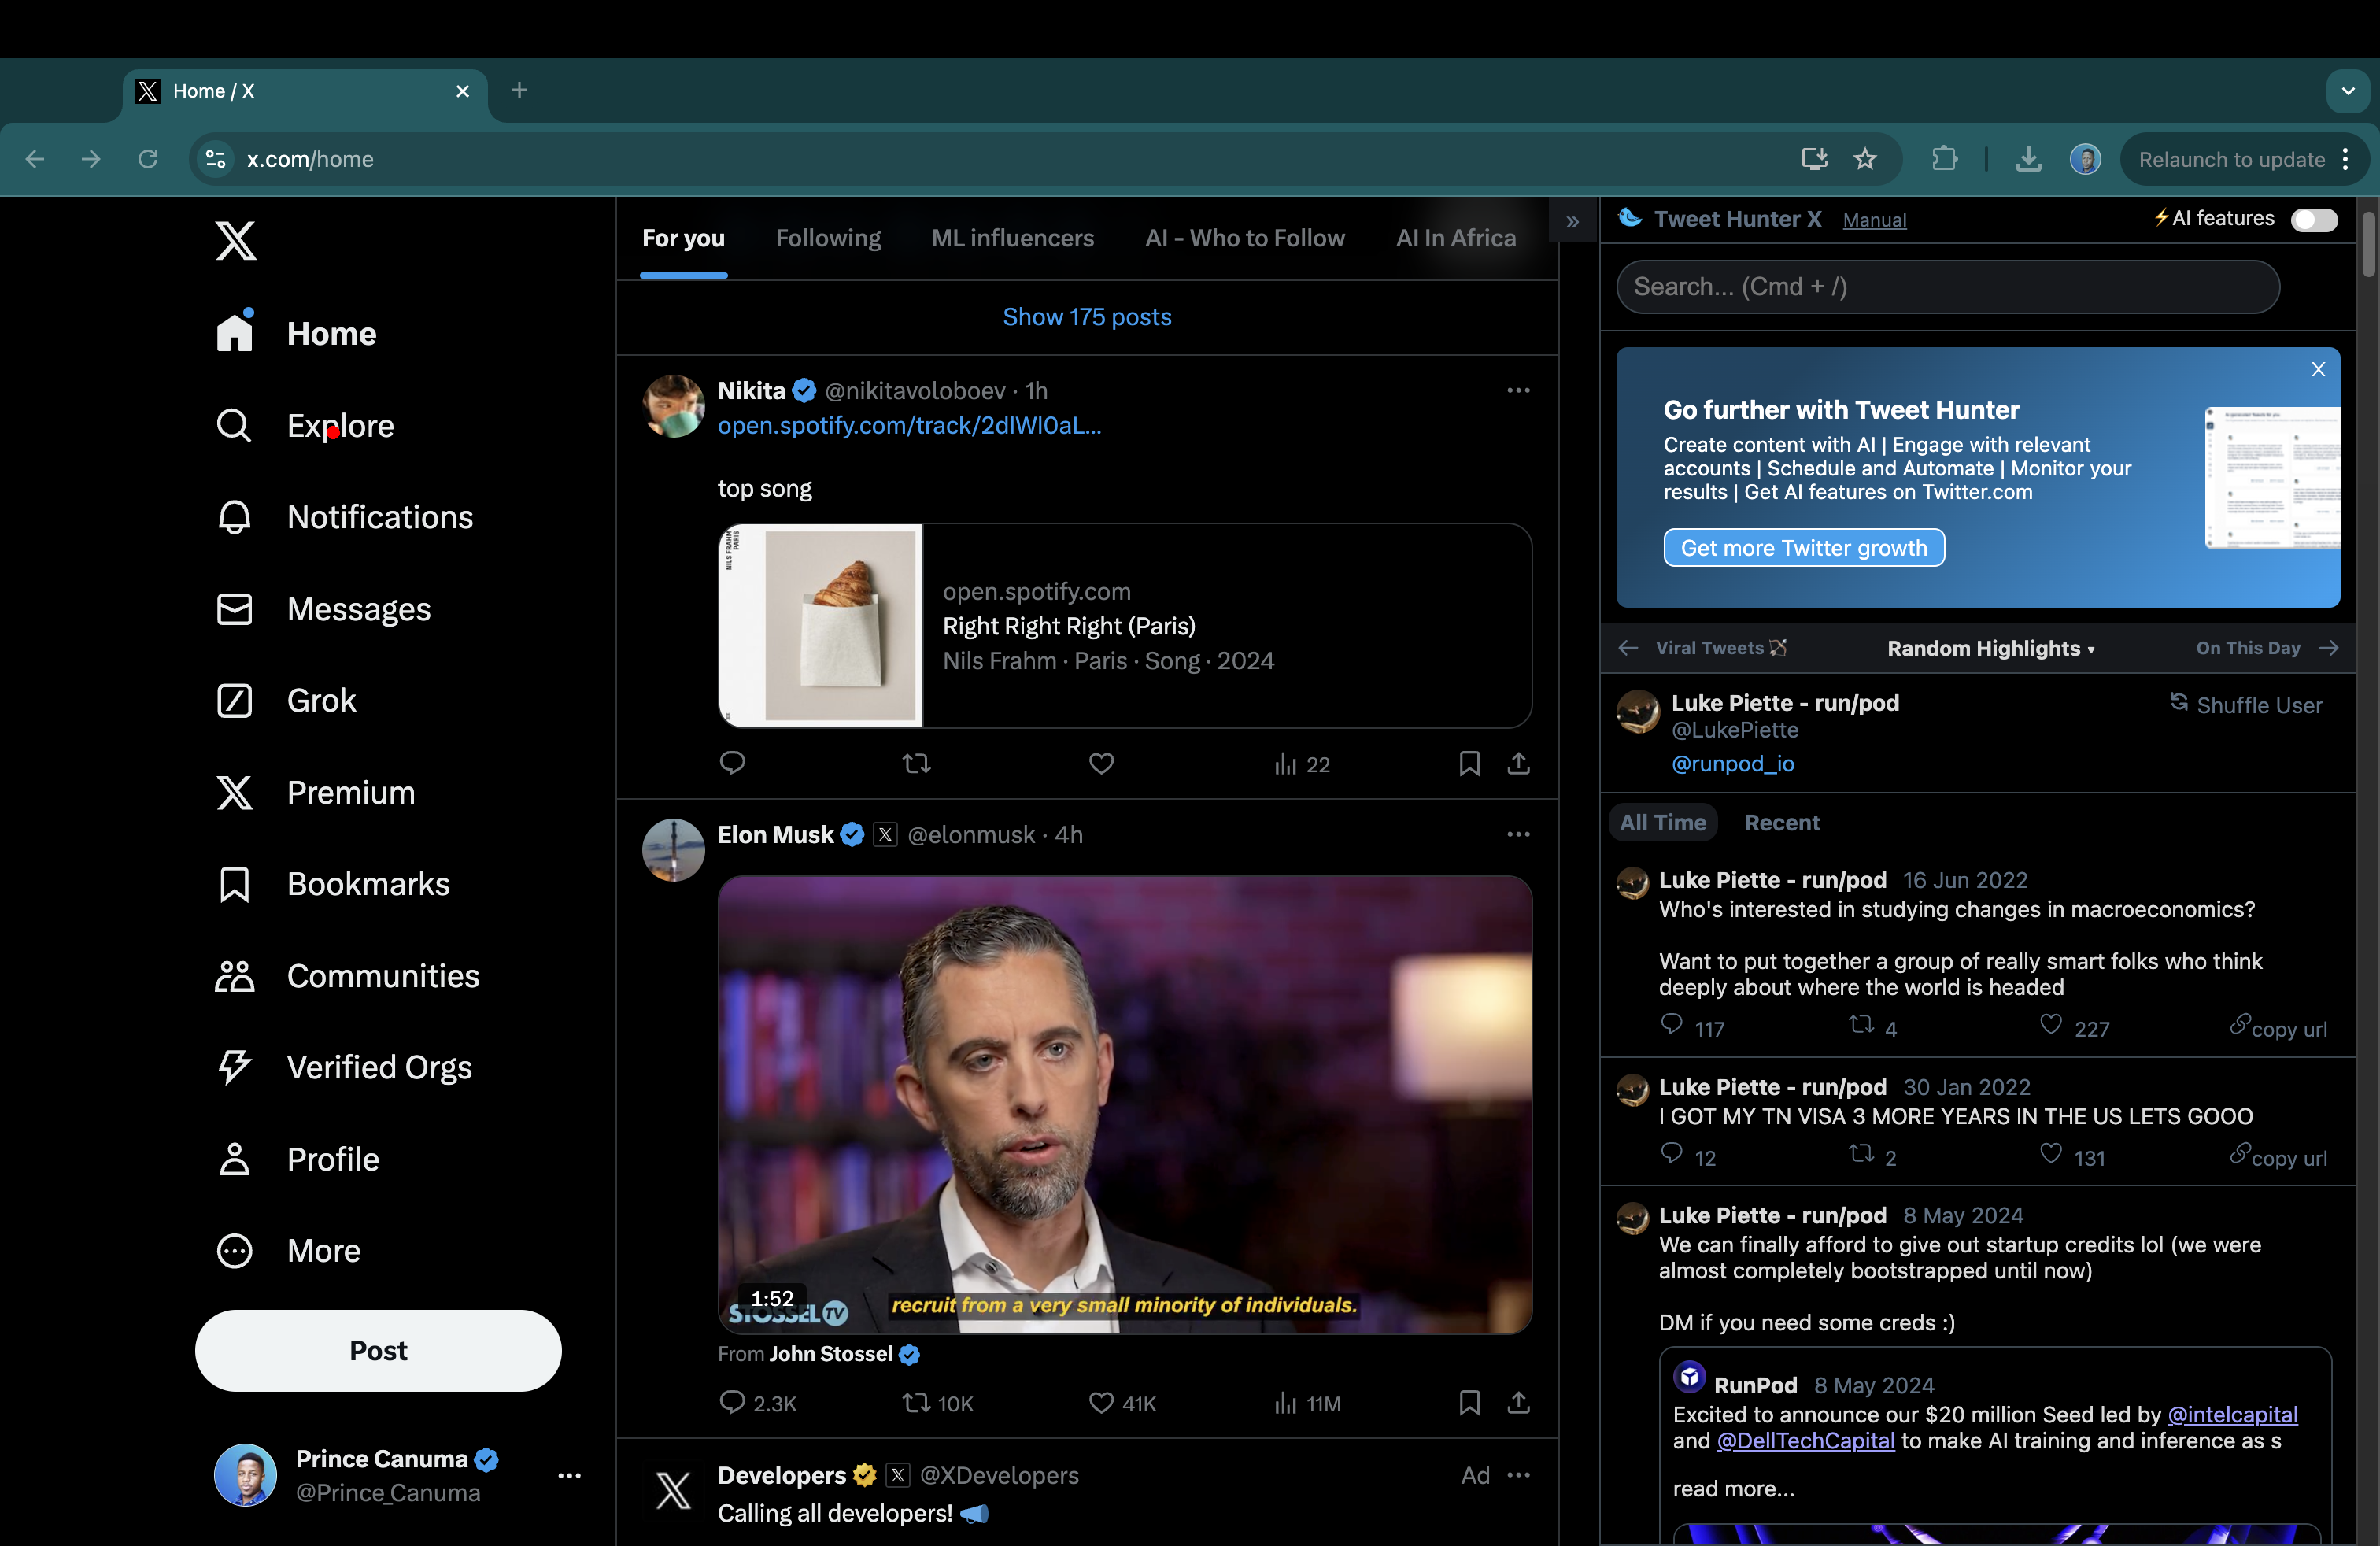 Home / X
x.com/home
Relaunch to update
Home
Explore
Notifications
Messages
Grok
Premium
Bookmarks
Communities
Verified Orgs
Profile
More
Post
Prince Canuma
@Prince_Canuma
For you Following ML influencers AI - Who to Follow AI In Africa
Show 175 posts
Nikita @nikitavoloboev · 1h
open.spotify.com/track/2dlWl0aL...
top song
NILS FRAHM
PARIS
open.spotify.com
Right Right Right (Paris)
Nils Frahm · Paris · Song · 2024
22
Elon Musk @elonmusk · 4h
1:52
STOSSEL TV
recruit from a very small minority of individuals.
From John Stossel
2.3K 10K 41K 11M
Developers @XDevelopers Ad
Calling all developers!
Tweet Hunter X Manual ⚡AI features
Search... (Cmd + /)
X
Go further with Tweet Hunter
Create content with AI | Engage with relevant
accounts | Schedule and Automate | Monitor your
results | Get AI features on Twitter.com
Get more Twitter growth
← Viral Tweets Random Highlights ▾ On This Day →
Luke Piette - run/pod Shuffle User
@LukePiette
@runpod_io
All Time Recent
Luke Piette - run/pod 16 Jun 2022
Who's interested in studying changes in macroeconomics?
Want to put together a group of really smart folks who think
deeply about where the world is headed
117 4 227 copy url
Luke Piette - run/pod 30 Jan 2022
I GOT MY TN VISA 3 MORE YEARS IN THE US LETS GOOO
12 2 131 copy url
Luke Piette - run/pod 8 May 2024
We can finally afford to give out startup credits lol (we were
almost completely bootstrapped until now)
DM if you need some creds :)
RunPod 8 May 2024
Excited to announce our $20 million Seed led by @intelcapital
and @DellTechCapital to make AI training and inference as s
read more...